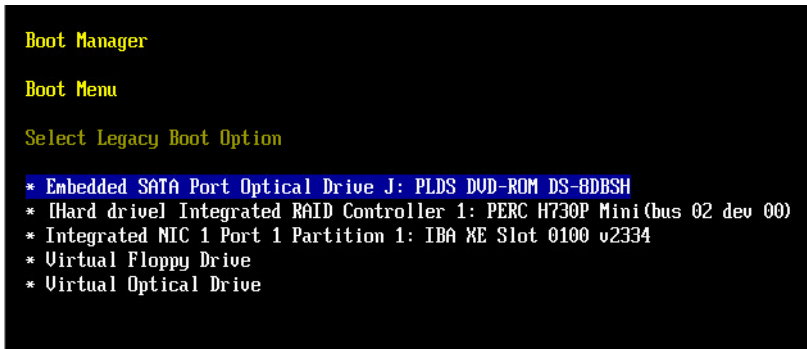 Boot Manager
Boot Menu
Select Legacy Boot Option
* Embedded SATA Port Optical Drive J: PLDS DVD-ROM DS-8DBSH
* [Hard drive] Integrated RAID Controller 1: PERC H730P Mini(bus 02 dev 00)
* Integrated NIC 1 Port 1 Partition 1: IBA XE Slot 0100 v2334
* Virtual Floppy Drive
* Virtual Optical Drive